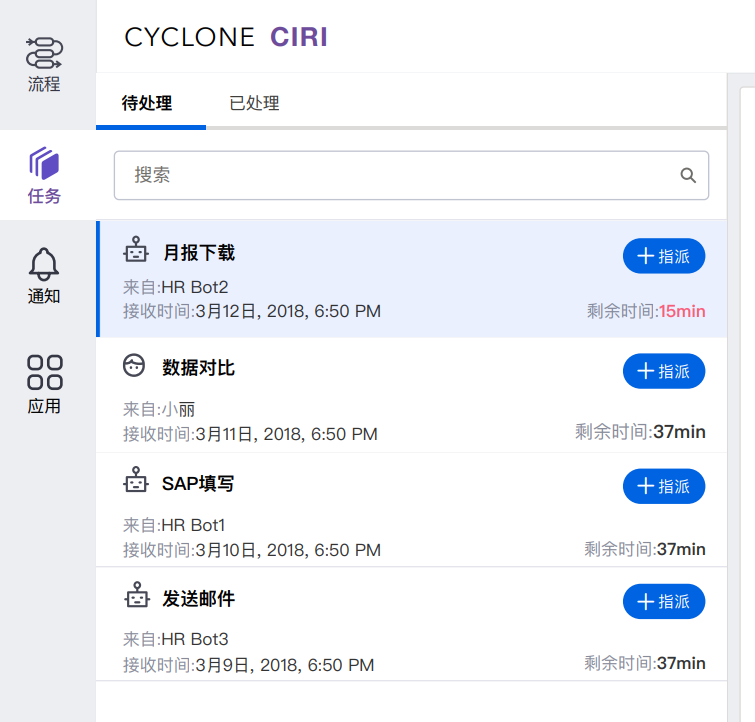 CYCLONE CIRI
流程
任务
通知
应用
待处理 已处理
搜索
月报下载 指派
来自:HR Bot2
接收时间:3月12日, 2018, 6:50 PM 剩余时间:15min
数据对比 指派
来自:小丽
接收时间:3月11日, 2018, 6:50 PM 剩余时间:37min
SAP填写 指派
来自:HR Bot1
接收时间:3月10日, 2018, 6:50 PM 剩余时间:37min
发送邮件 指派
来自:HR Bot3
接收时间:3月9日, 2018, 6:50 PM 剩余时间:37min